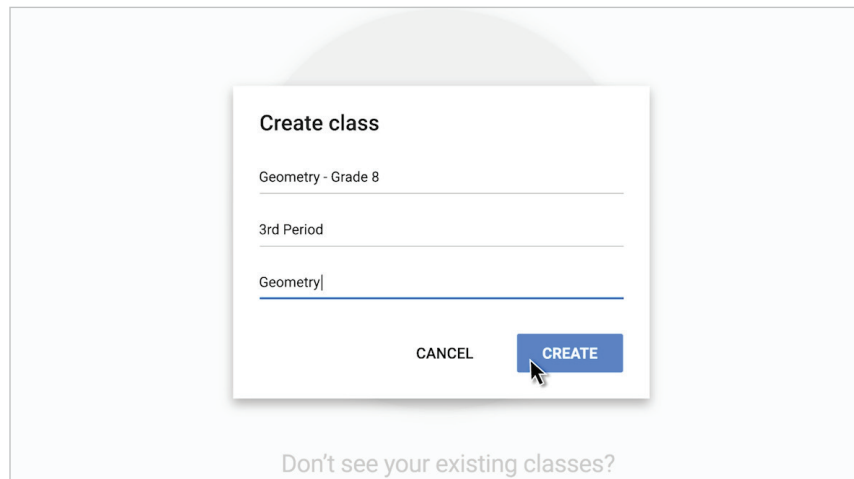 Create class
Geometry - Grade 8
3rd Period
Geometry
CANCEL CREATE
Don't see your existing classes?